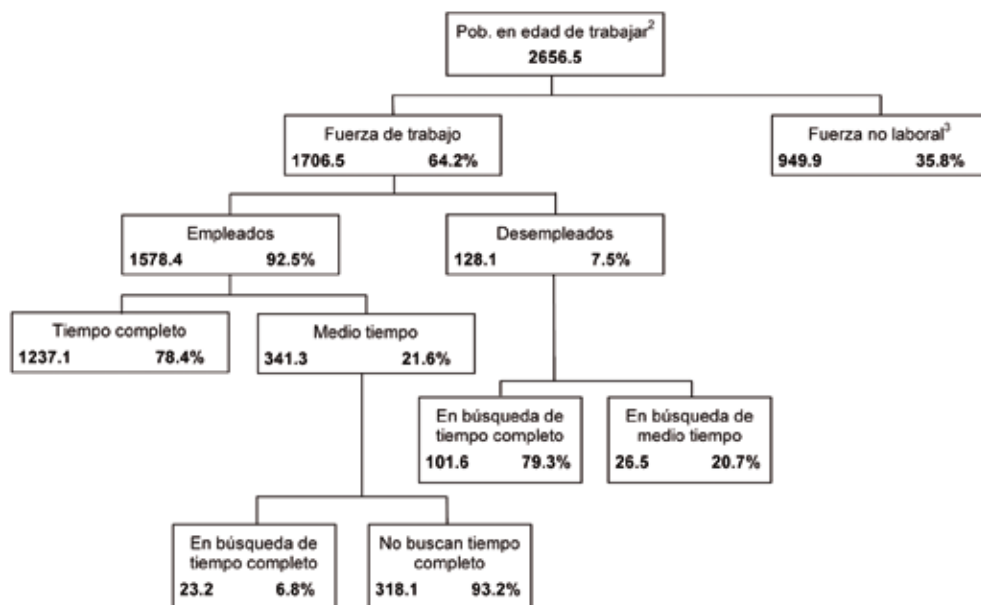 Pob. en edad de trabajar²
2656.5
Fuerza de trabajo
1706.5 64.2%
Fuerza no laboral³
949.9 35.8%
Empleados
1578.4 92.5%
Desempleados
128.1 7.5%
Tiempo completo
1237.1 78.4%
Medio tiempo
341.3 21.6%
En búsqueda de
tiempo completo
101.6 79.3%
En búsqueda de
medio tiempo
26.5 20.7%
En búsqueda de
tiempo completo
23.2 6.8%
No buscan tiempo
completo
318.1 93.2%